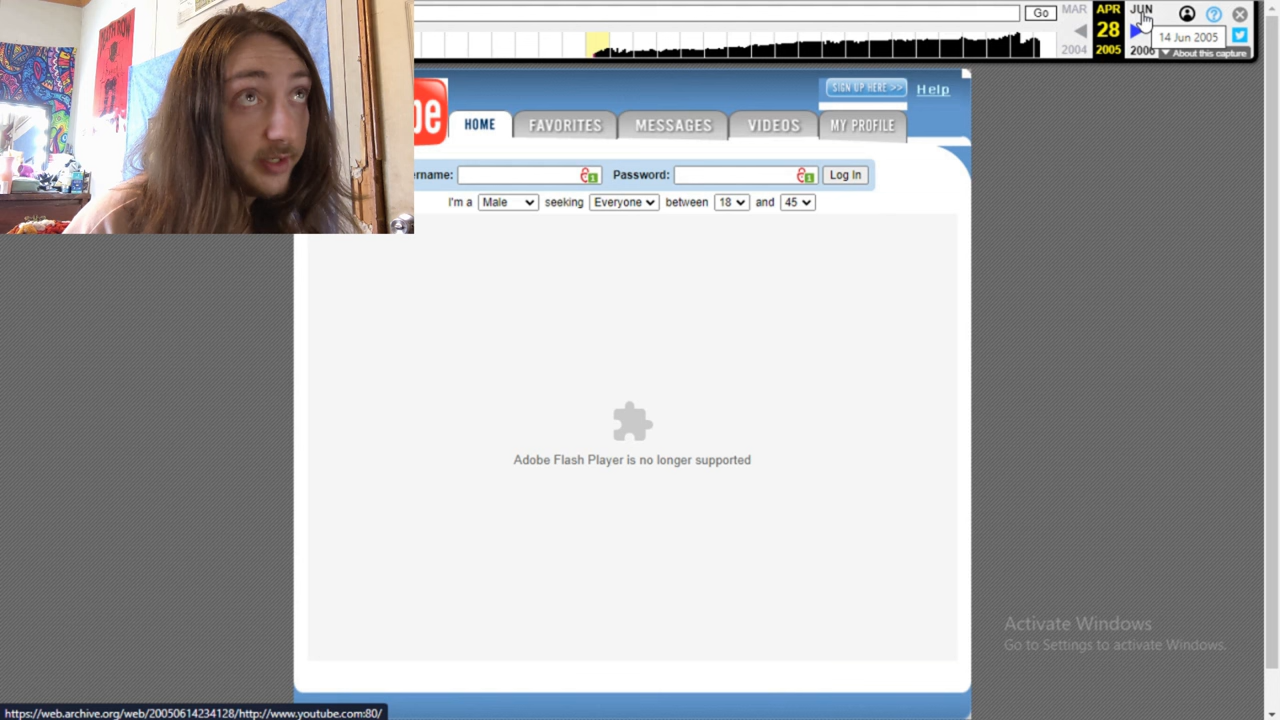 Go
MAR
APR
JUN
28
14 Jun 2005
2004
2005
2006
About this capture
be
SIGN UP HERE >>
Help
HOME
FAVORITES
MESSAGES
VIDEOS
MY PROFILE
rname:
Password:
Log In
I'm a Male seeking Everyone between 18 and 45
Adobe Flash Player is no longer supported
Activate Windows
Go to Settings to activate Windows.
https://web.archive.org/web/20050614234128/http://www.youtube.com:80/